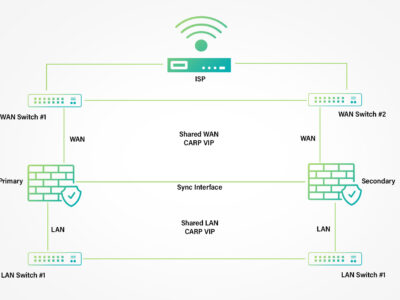 ISP
WAN Switch #1
WAN Switch #2
WAN
Shared WAN
CARP VIP
WAN
Primary
Sync Interface
Secondary
LAN
Shared LAN
CARP VIP
LAN
LAN Switch #1
LAN Switch #1